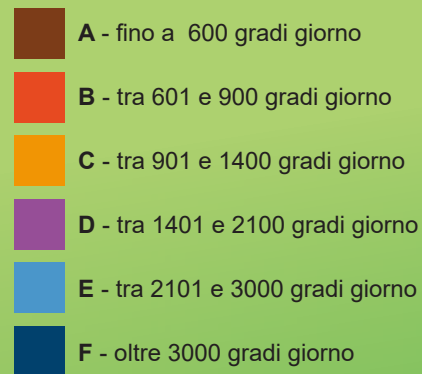 A - fino a 600 gradi giorno
B - tra 601 e 900 gradi giorno
C - tra 901 e 1400 gradi giorno
D - tra 1401 e 2100 gradi giorno
E - tra 2101 e 3000 gradi giorno
F - oltre 3000 gradi giorno